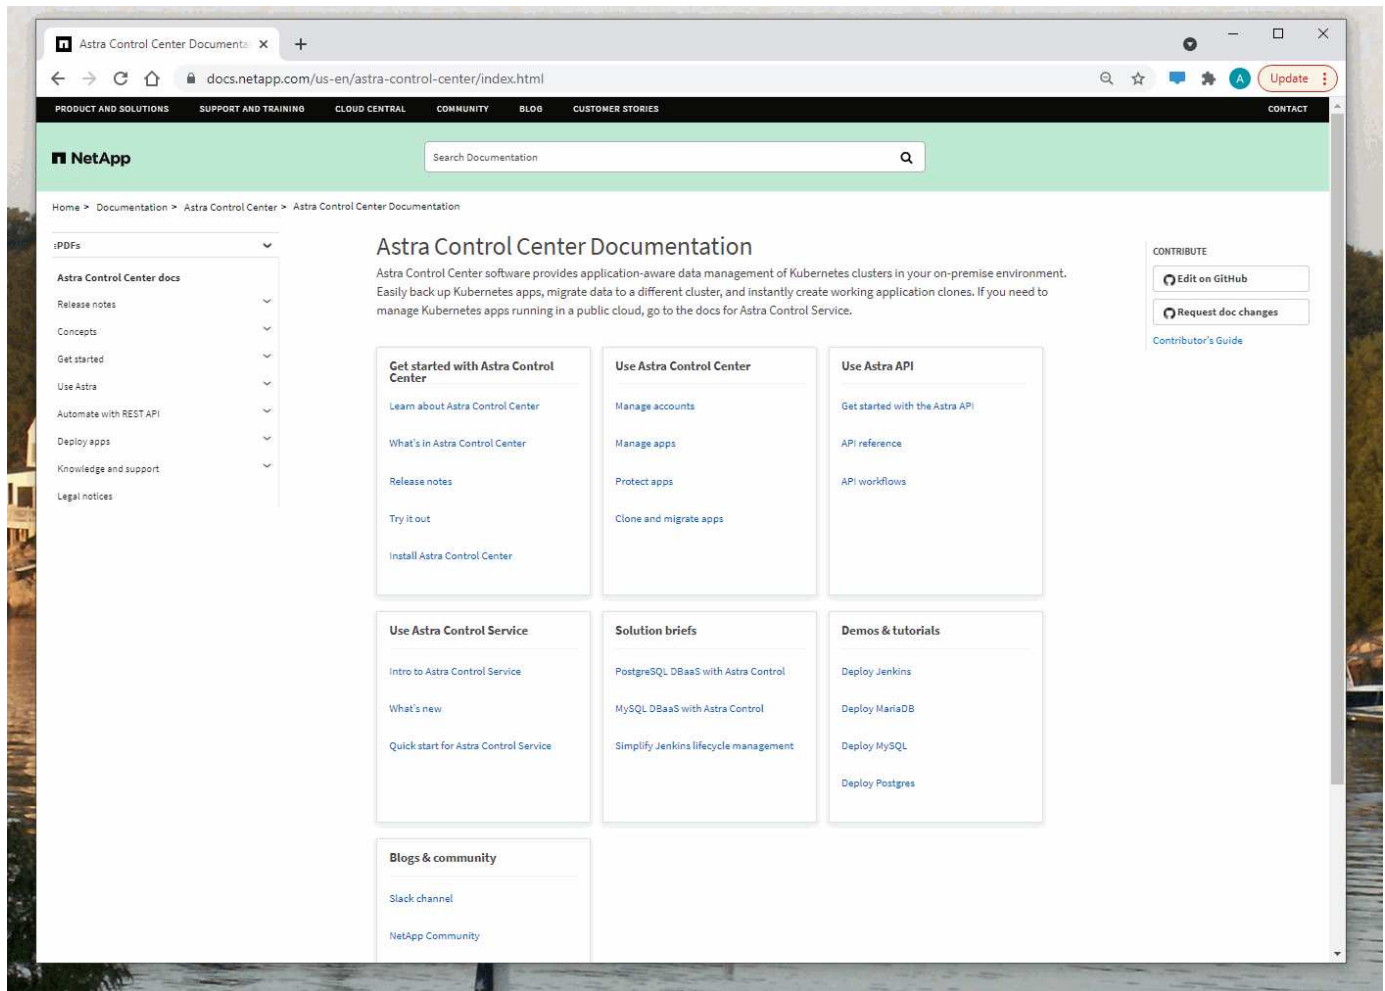 Astra Control Center Documenta
docs.netapp.com/us-en/astra-control-center/index.html
A
Update
PRODUCT AND SOLUTIONS SUPPORT AND TRAINING CLOUD CENTRAL COMMUNITY BLOG CUSTOMER STORIES CONTACT
NetApp
Search Documentation
Home > Documentation > Astra Control Center > Astra Control Center Documentation
:PDFs
Astra Control Center docs
Release notes
Concepts
Get started
Use Astra
Automate with REST API
Deploy apps
Knowledge and support
Legal notices
Astra Control Center Documentation
Astra Control Center software provides application-aware data management of Kubernetes clusters in your on-premise environment.
Easily back up Kubernetes apps, migrate data to a different cluster, and instantly create working application clones. If you need to
manage Kubernetes apps running in a public cloud, go to the docs for Astra Control Service.
CONTRIBUTE
Edit on GitHub
Request doc changes
Contributor's Guide
Get started with Astra Control
Center
Learn about Astra Control Center
What's in Astra Control Center
Release notes
Try it out
Install Astra Control Center
Use Astra Control Center
Manage accounts
Manage apps
Protect apps
Clone and migrate apps
Use Astra API
Get started with the Astra API
API reference
API workflows
Use Astra Control Service
Intro to Astra Control Service
What's new
Quick start for Astra Control Service
Solution briefs
PostgreSQL DBaaS with Astra Control
MySQL DBaaS with Astra Control
Simplify Jenkins lifecycle management
Demos & tutorials
Deploy Jenkins
Deploy MariaDB
Deploy MySQL
Deploy Postgres
Blogs & community
Slack channel
NetApp Community